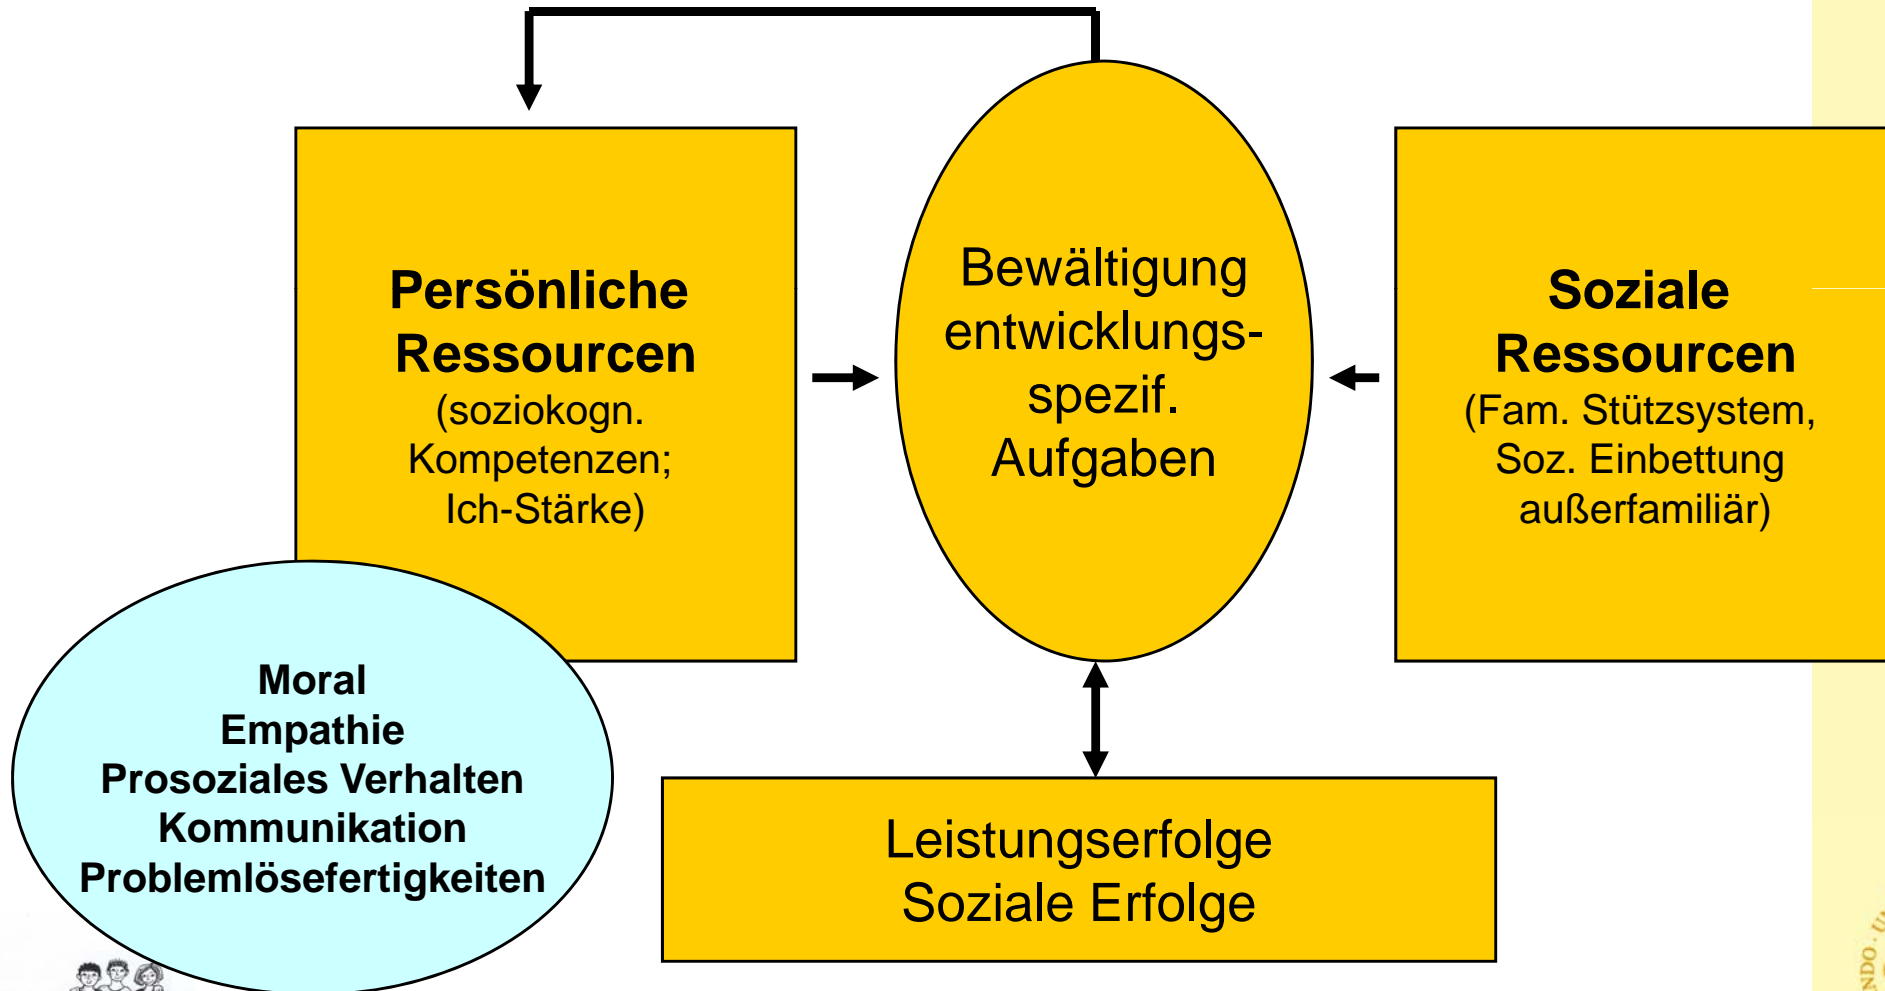 Persönliche
Ressourcen
(soziokogn.
Kompetenzen;
Ich-Stärke)
Bewältigung
entwicklungs-
spezif.
Aufgaben
Soziale
Ressourcen
(Fam. Stützsystem,
Soz. Einbettung
außerfamiliär)
Moral
Empathie
Prosoziales Verhalten
Kommunikation
Problemlösefertigkeiten
Leistungserfolge
Soziale Erfolge